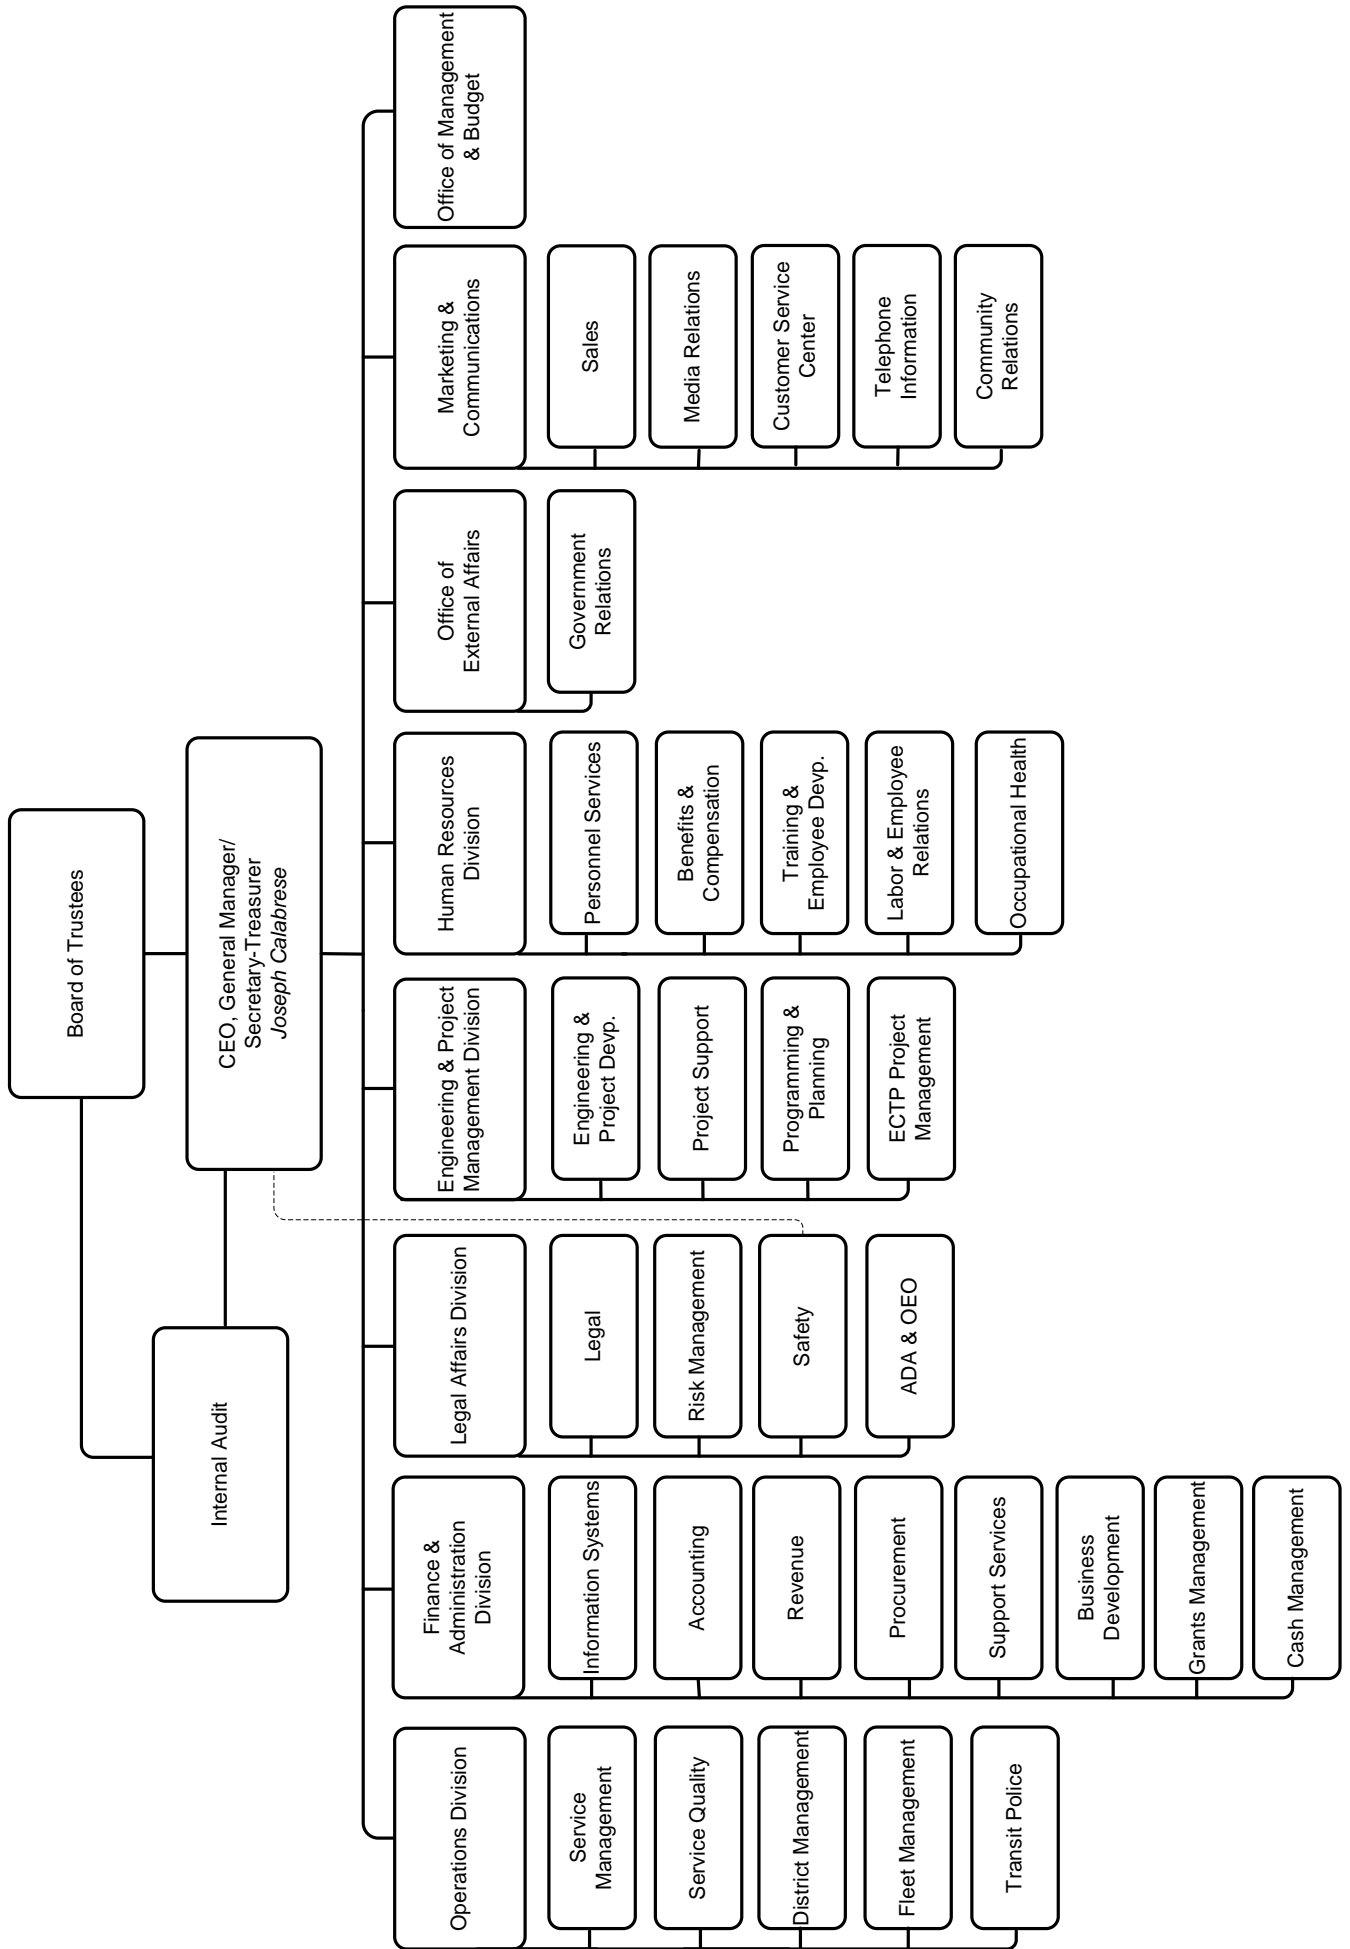 Board of Trustees
CEO, General Manager/
Secretary-Treasurer
Joseph Calabrese
Internal Audit
Operations Division
Service
Management
Service Quality
District Management
Fleet Management
Transit Police
Finance &
Administration
Division
Information Systems
Accounting
Revenue
Procurement
Support Services
Business
Development
Grants Management
Cash Management
Legal Affairs Division
Legal
Risk Management
Safety
ADA & OEO
Engineering & Project
Management Division
Engineering &
Project Devp.
Project Support
Programming &
Planning
ECTP Project
Management
Human Resources
Division
Personnel Services
Benefits &
Compensation
Training &
Employee Devp.
Labor & Employee
Relations
Occupational Health
Office of
External Affairs
Government
Relations
Marketing &
Communications
Sales
Media Relations
Customer Service
Center
Telephone
Information
Community
Relations
Office of Management
& Budget